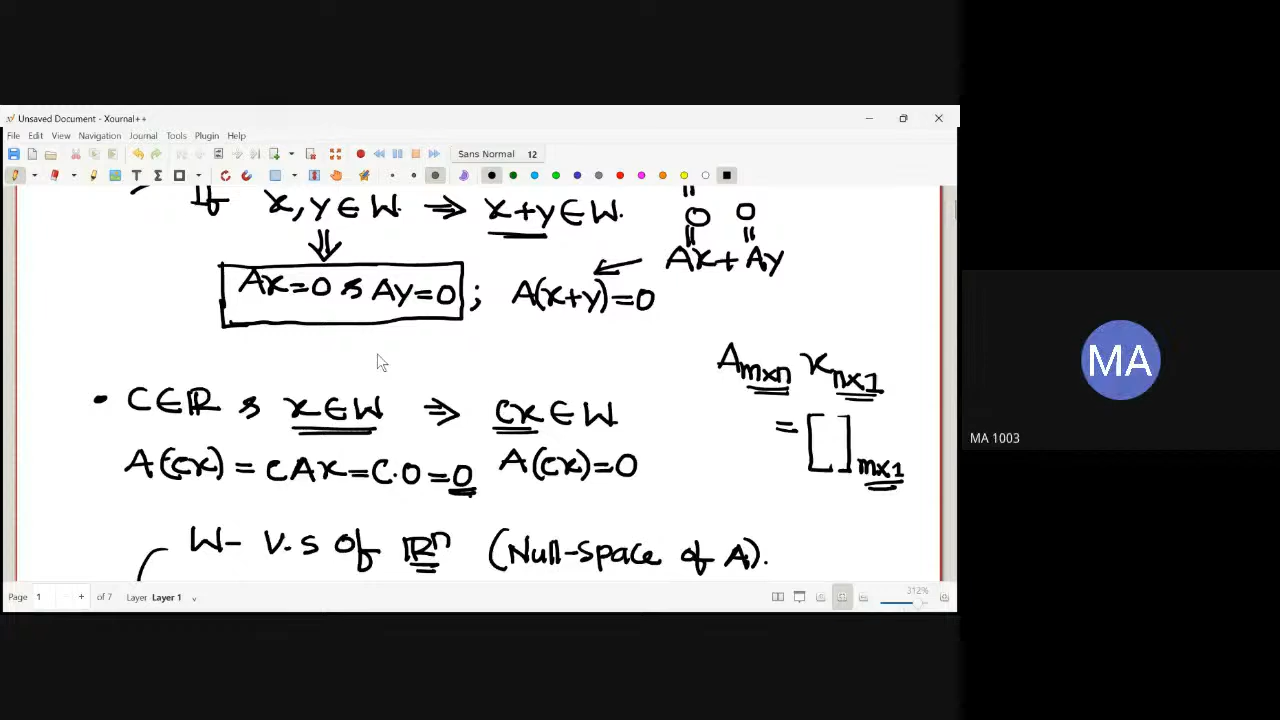 Unsaved Document - Xournal++
File Edit View Navigation Journal Tools Plugin Help
Sans Normal 12
If x, y ∈ W. ⇒ x+y ∈ W.
0 0
Ax + Ay
Ax=0 & Ay=0 ; A(x+y)=0
A m×n x n×1
= [ ] m×1
• C∈ℝ & x∈W ⇒ cx∈W
A(cx) = cAx = c·0 = 0 A(cx)=0
W- V.S of ℝⁿ (Null-space of A).
Page 1 of 7 Layer Layer 1 312%
MA
MA 1003